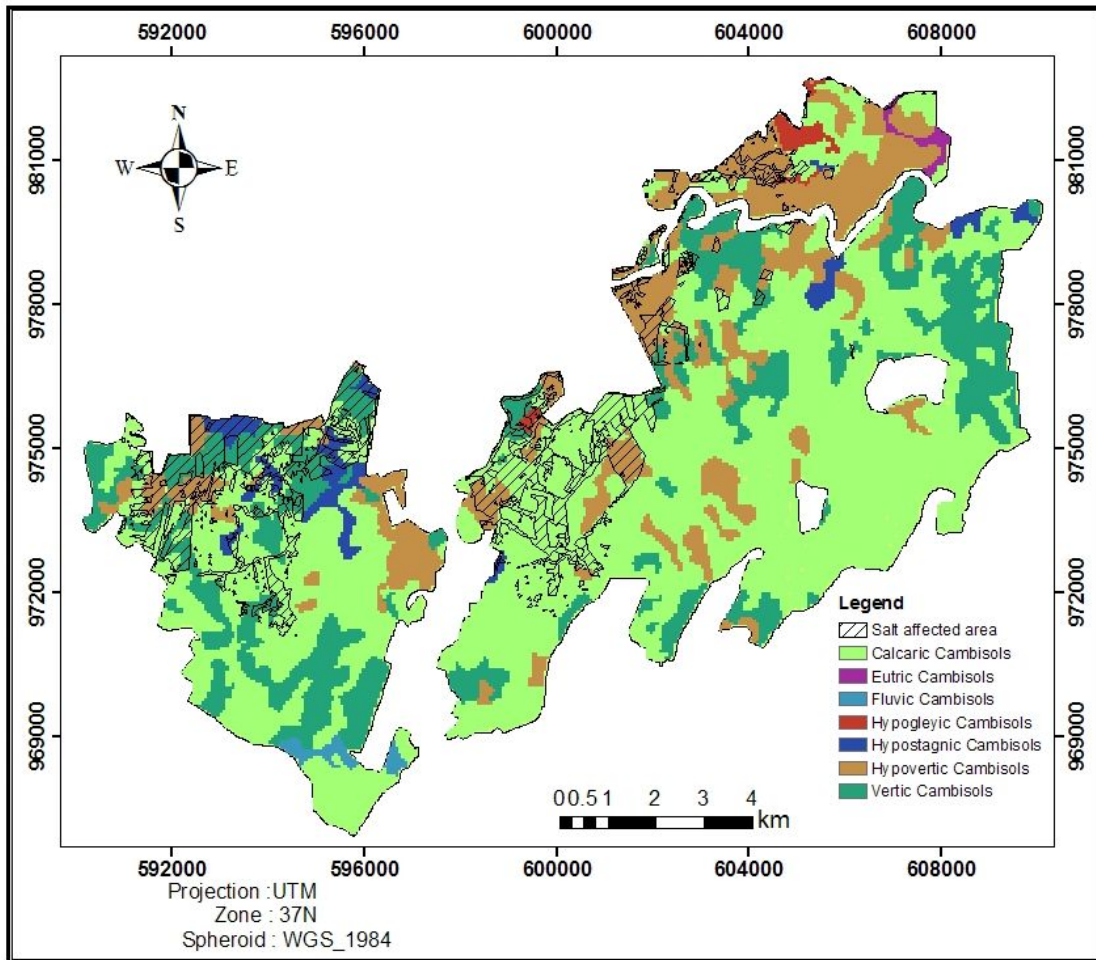 592000 596000 600000 604000 608000
N
W E
S
981000 981000
978000 978000
975000 975000
972000 972000
969000 969000
Legend
Salt affected area
Calcaric Cambisols
Eutric Cambisols
Fluvic Cambisols
Hypogleyic Cambisols
Hypostagnic Cambisols
Hypovertic Cambisols
Vertic Cambisols
0 0.5 1 2 3 4
km
592000 596000 600000 604000 608000
Projection :UTM
Zone : 37N
Spheroid : WGS_1984